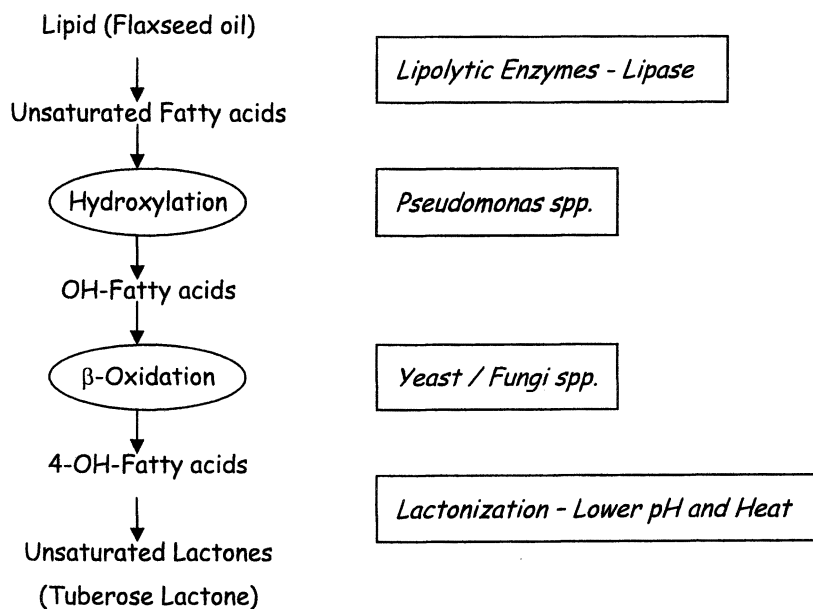 Lipid (Flaxseed oil)
Lipolytic Enzymes - Lipase
Unsaturated Fatty acids
Hydroxylation
Pseudomonas spp.
OH-Fatty acids
β-Oxidation
Yeast / Fungi spp.
4-OH-Fatty acids
Lactonization - Lower pH and Heat
Unsaturated Lactones
(Tuberose Lactone)